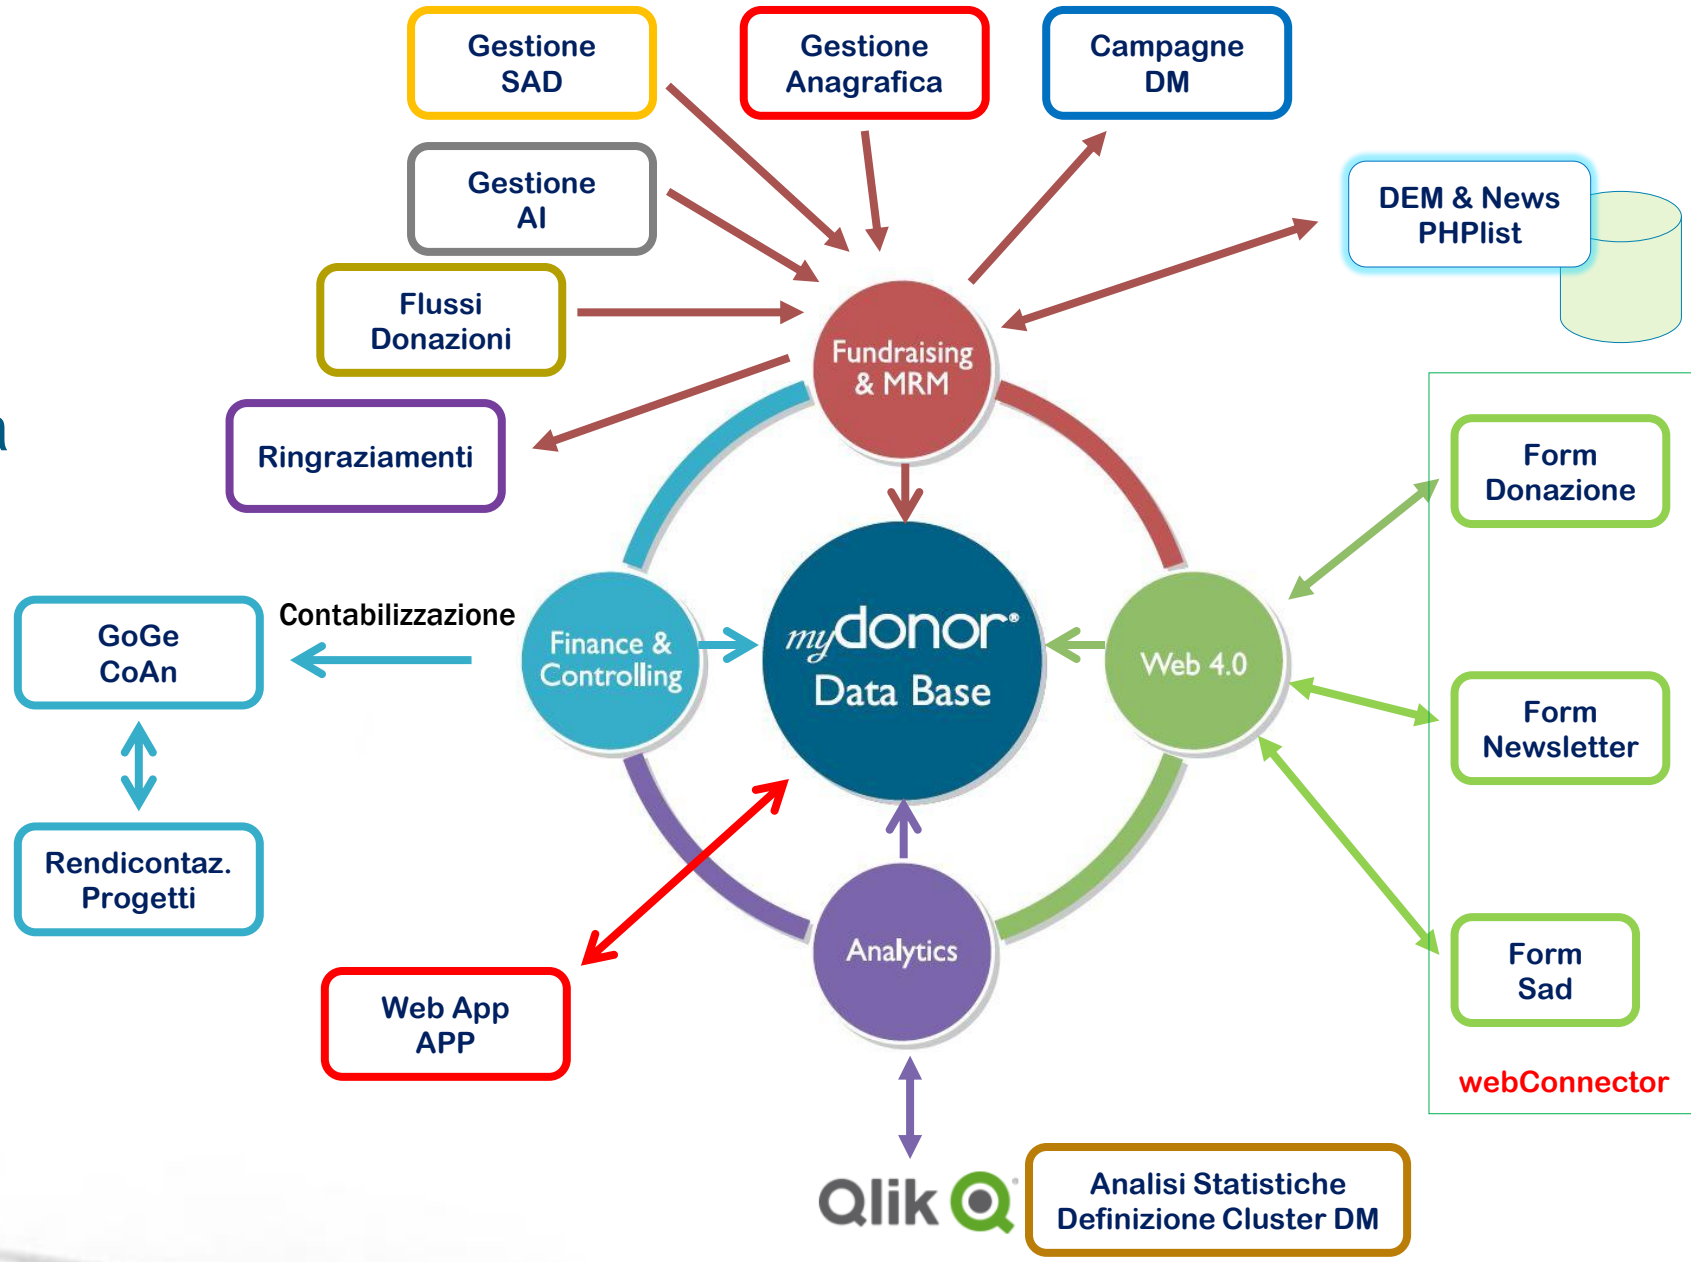 Gestione
SAD
Gestione
Anagrafica
Campagne
DM
Gestione
AI
DEM & News
PHPlist
Flussi
Donazioni
Fundraising
& MRM
Ringraziamenti
a
Form
Donazione
Contabilizzazione
GoGe
CoAn
Finance &
Controlling
mydonor®
Data Base
Web 4.0
Form
Newsletter
Rendicontaz.
Progetti
Analytics
Form
Sad
Web App
APP
webConnector
Qlik
Analisi Statistiche
Definizione Cluster DM